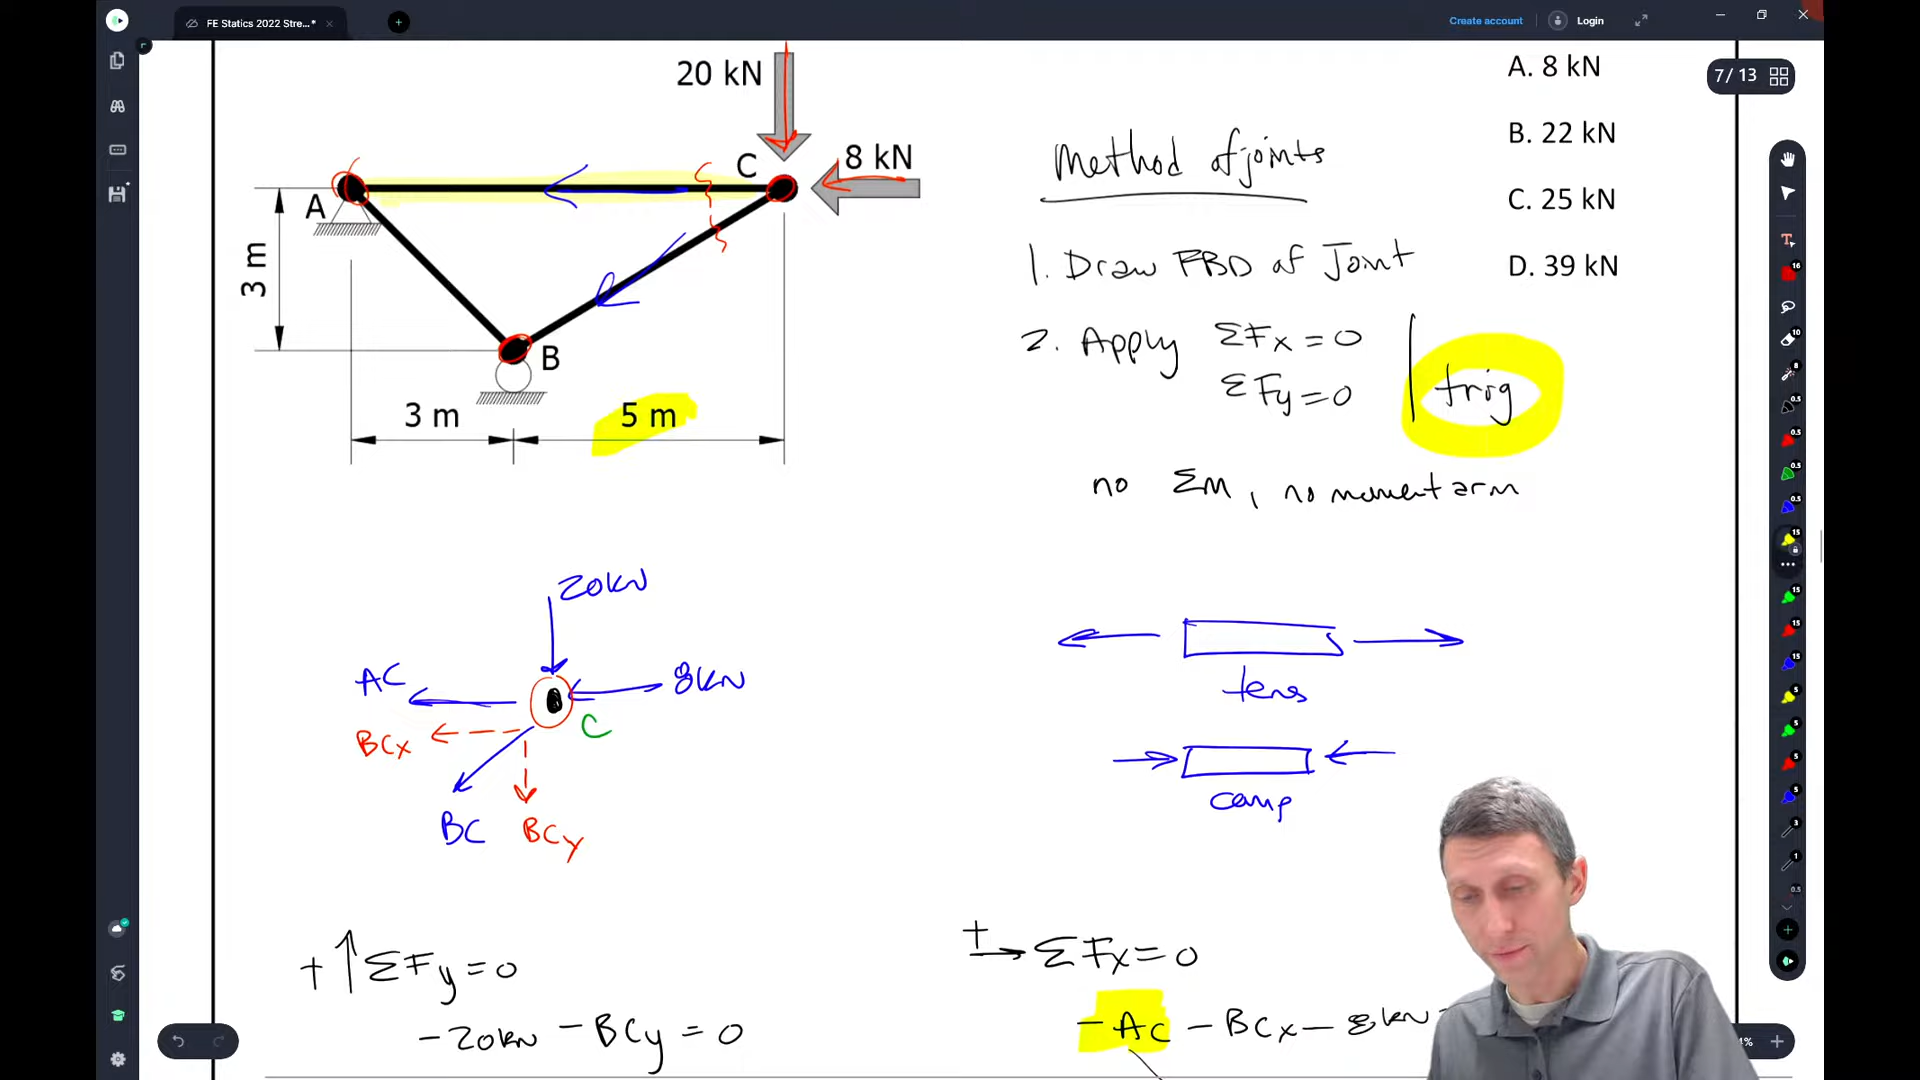 FE Statics 2022 Stre...*
Create account
Login
7/ 13
20 kN
C
8 kN
A
3 m
B
3 m
5 m
A. 8 kN
B. 22 kN
C. 25 kN
D. 39 kN
Method of joints
1. Draw FBD of Joint
2. Apply ΣFx = 0
ΣFy = 0
trig
no ΣM, no moment arm
20kN
AC
8kN
BCx
C
BC
BCy
tens
comp
+ ΣFy = 0
-20kN - BCy = 0
+ ΣFx = 0
- AC - BCx - 8kN